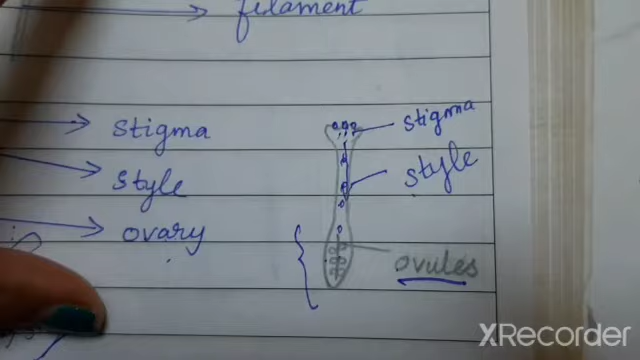 filament
stigma
stigma
style
style
ovary
ovules
XRecorder